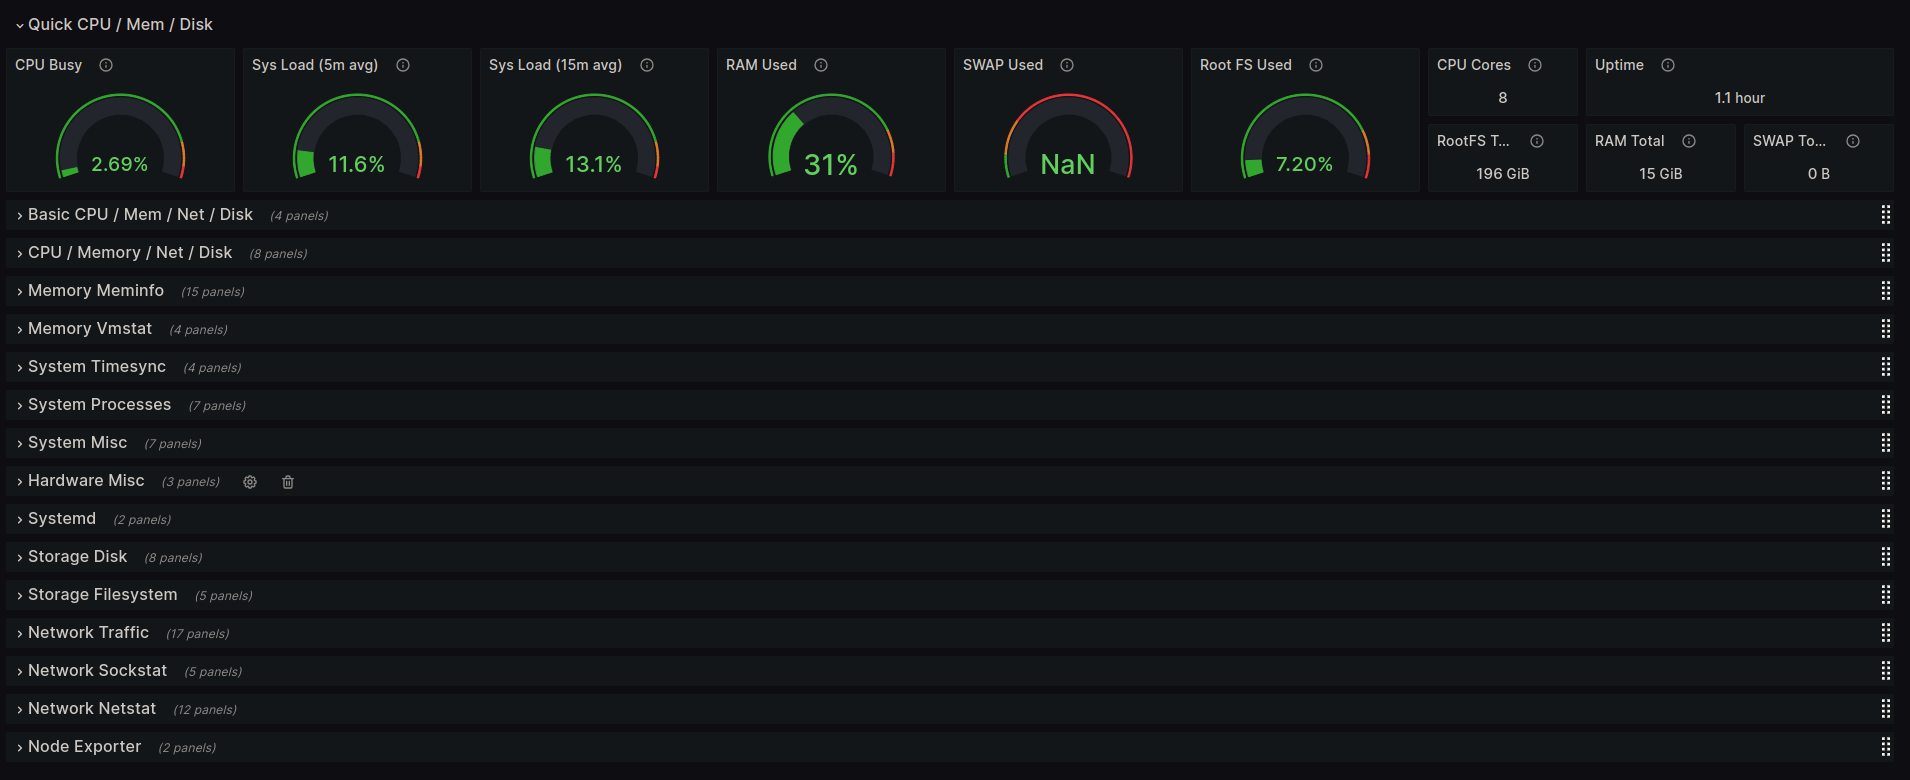 Quick CPU / Mem / Disk
CPU Busy
2.69%
Sys Load (5m avg)
11.6%
Sys Load (15m avg)
13.1%
RAM Used
31%
SWAP Used
NaN
Root FS Used
7.20%
CPU Cores
8
Uptime
1.1 hour
RootFS T...
196 GiB
RAM Total
15 GiB
SWAP To...
0 B
Basic CPU / Mem / Net / Disk (4 panels)
CPU / Memory / Net / Disk (8 panels)
Memory Meminfo (15 panels)
Memory Vmstat (4 panels)
System Timesync (4 panels)
System Processes (7 panels)
System Misc (7 panels)
Hardware Misc (3 panels)
Systemd (2 panels)
Storage Disk (8 panels)
Storage Filesystem (5 panels)
Network Traffic (17 panels)
Network Sockstat (5 panels)
Network Netstat (12 panels)
Node Exporter (2 panels)